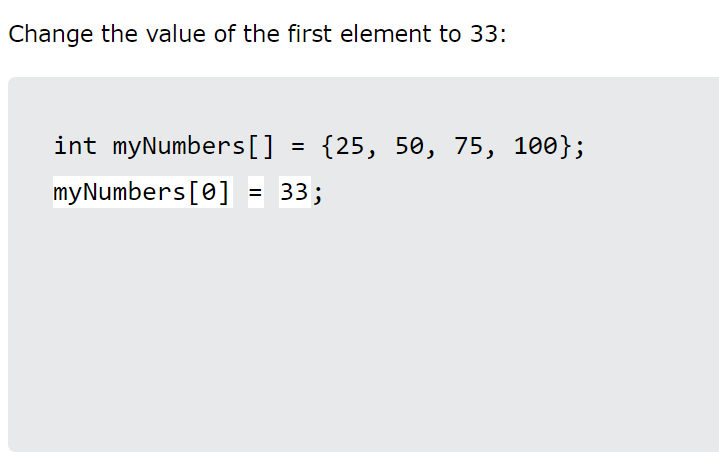 Change the value of the first element to 33:
int myNumbers[] = {25, 50, 75, 100};
myNumbers[0] = 33;